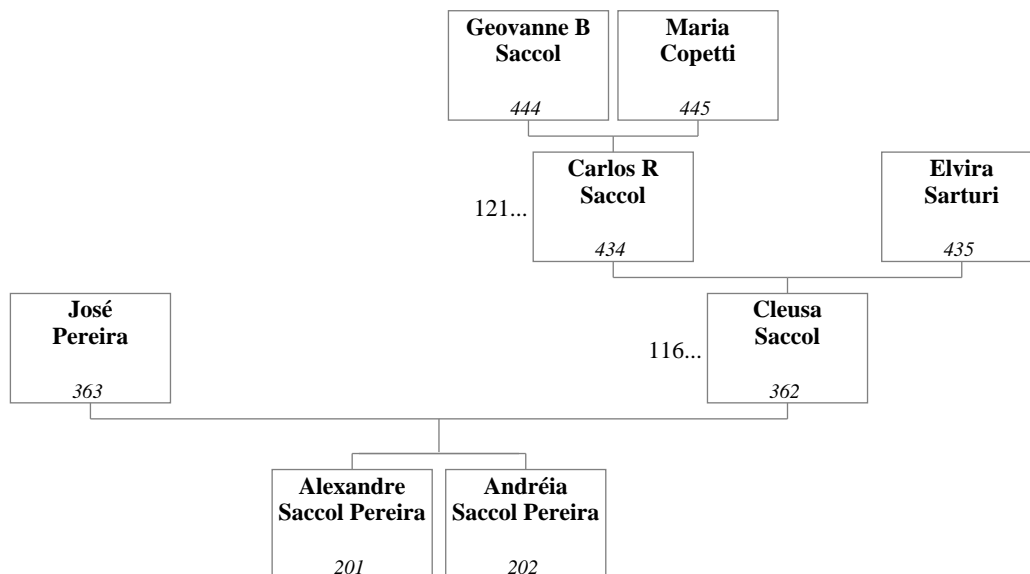 Geovanne B
Saccol
444
Maria
Copetti
445
121...
Carlos R
Saccol
434
Elvira
Sarturi
435
José
Pereira
363
116...
Cleusa
Saccol
362
Alexandre
Saccol Pereira
201
Andréia
Saccol Pereira
202